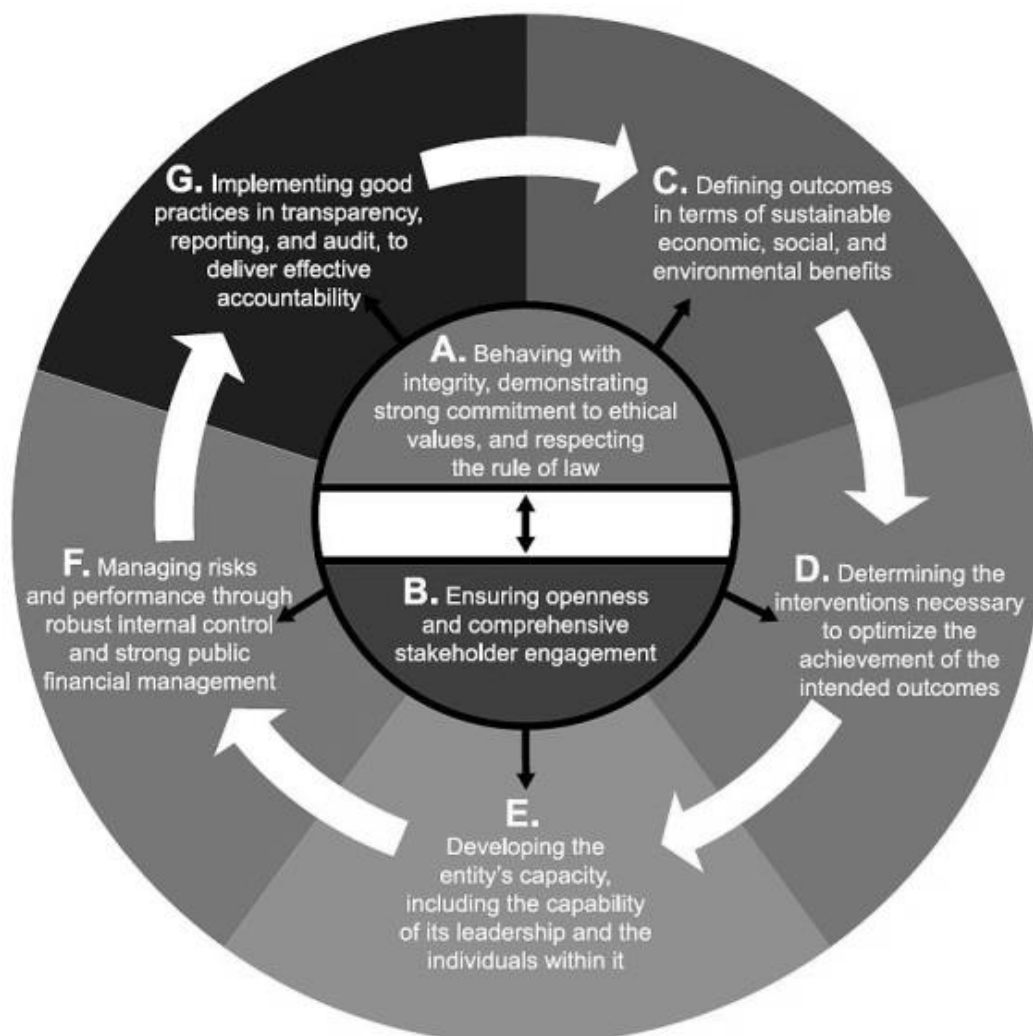 A. Behaving with
integrity, demonstrating
strong commitment to ethical
values, and respecting
the rule of law
B. Ensuring openness
and comprehensive
stakeholder engagement
C. Defining outcomes
in terms of sustainable
economic, social, and
environmental benefits
D. Determining the
interventions necessary
to optimize the
achievement of the
intended outcomes
E.
Developing the
entity's capacity,
including the capability
of its leadership and the
individuals within it
F. Managing risks
and performance through
robust internal control
and strong public
financial management
G. Implementing good
practices in transparency,
reporting, and audit, to
deliver effective
accountability